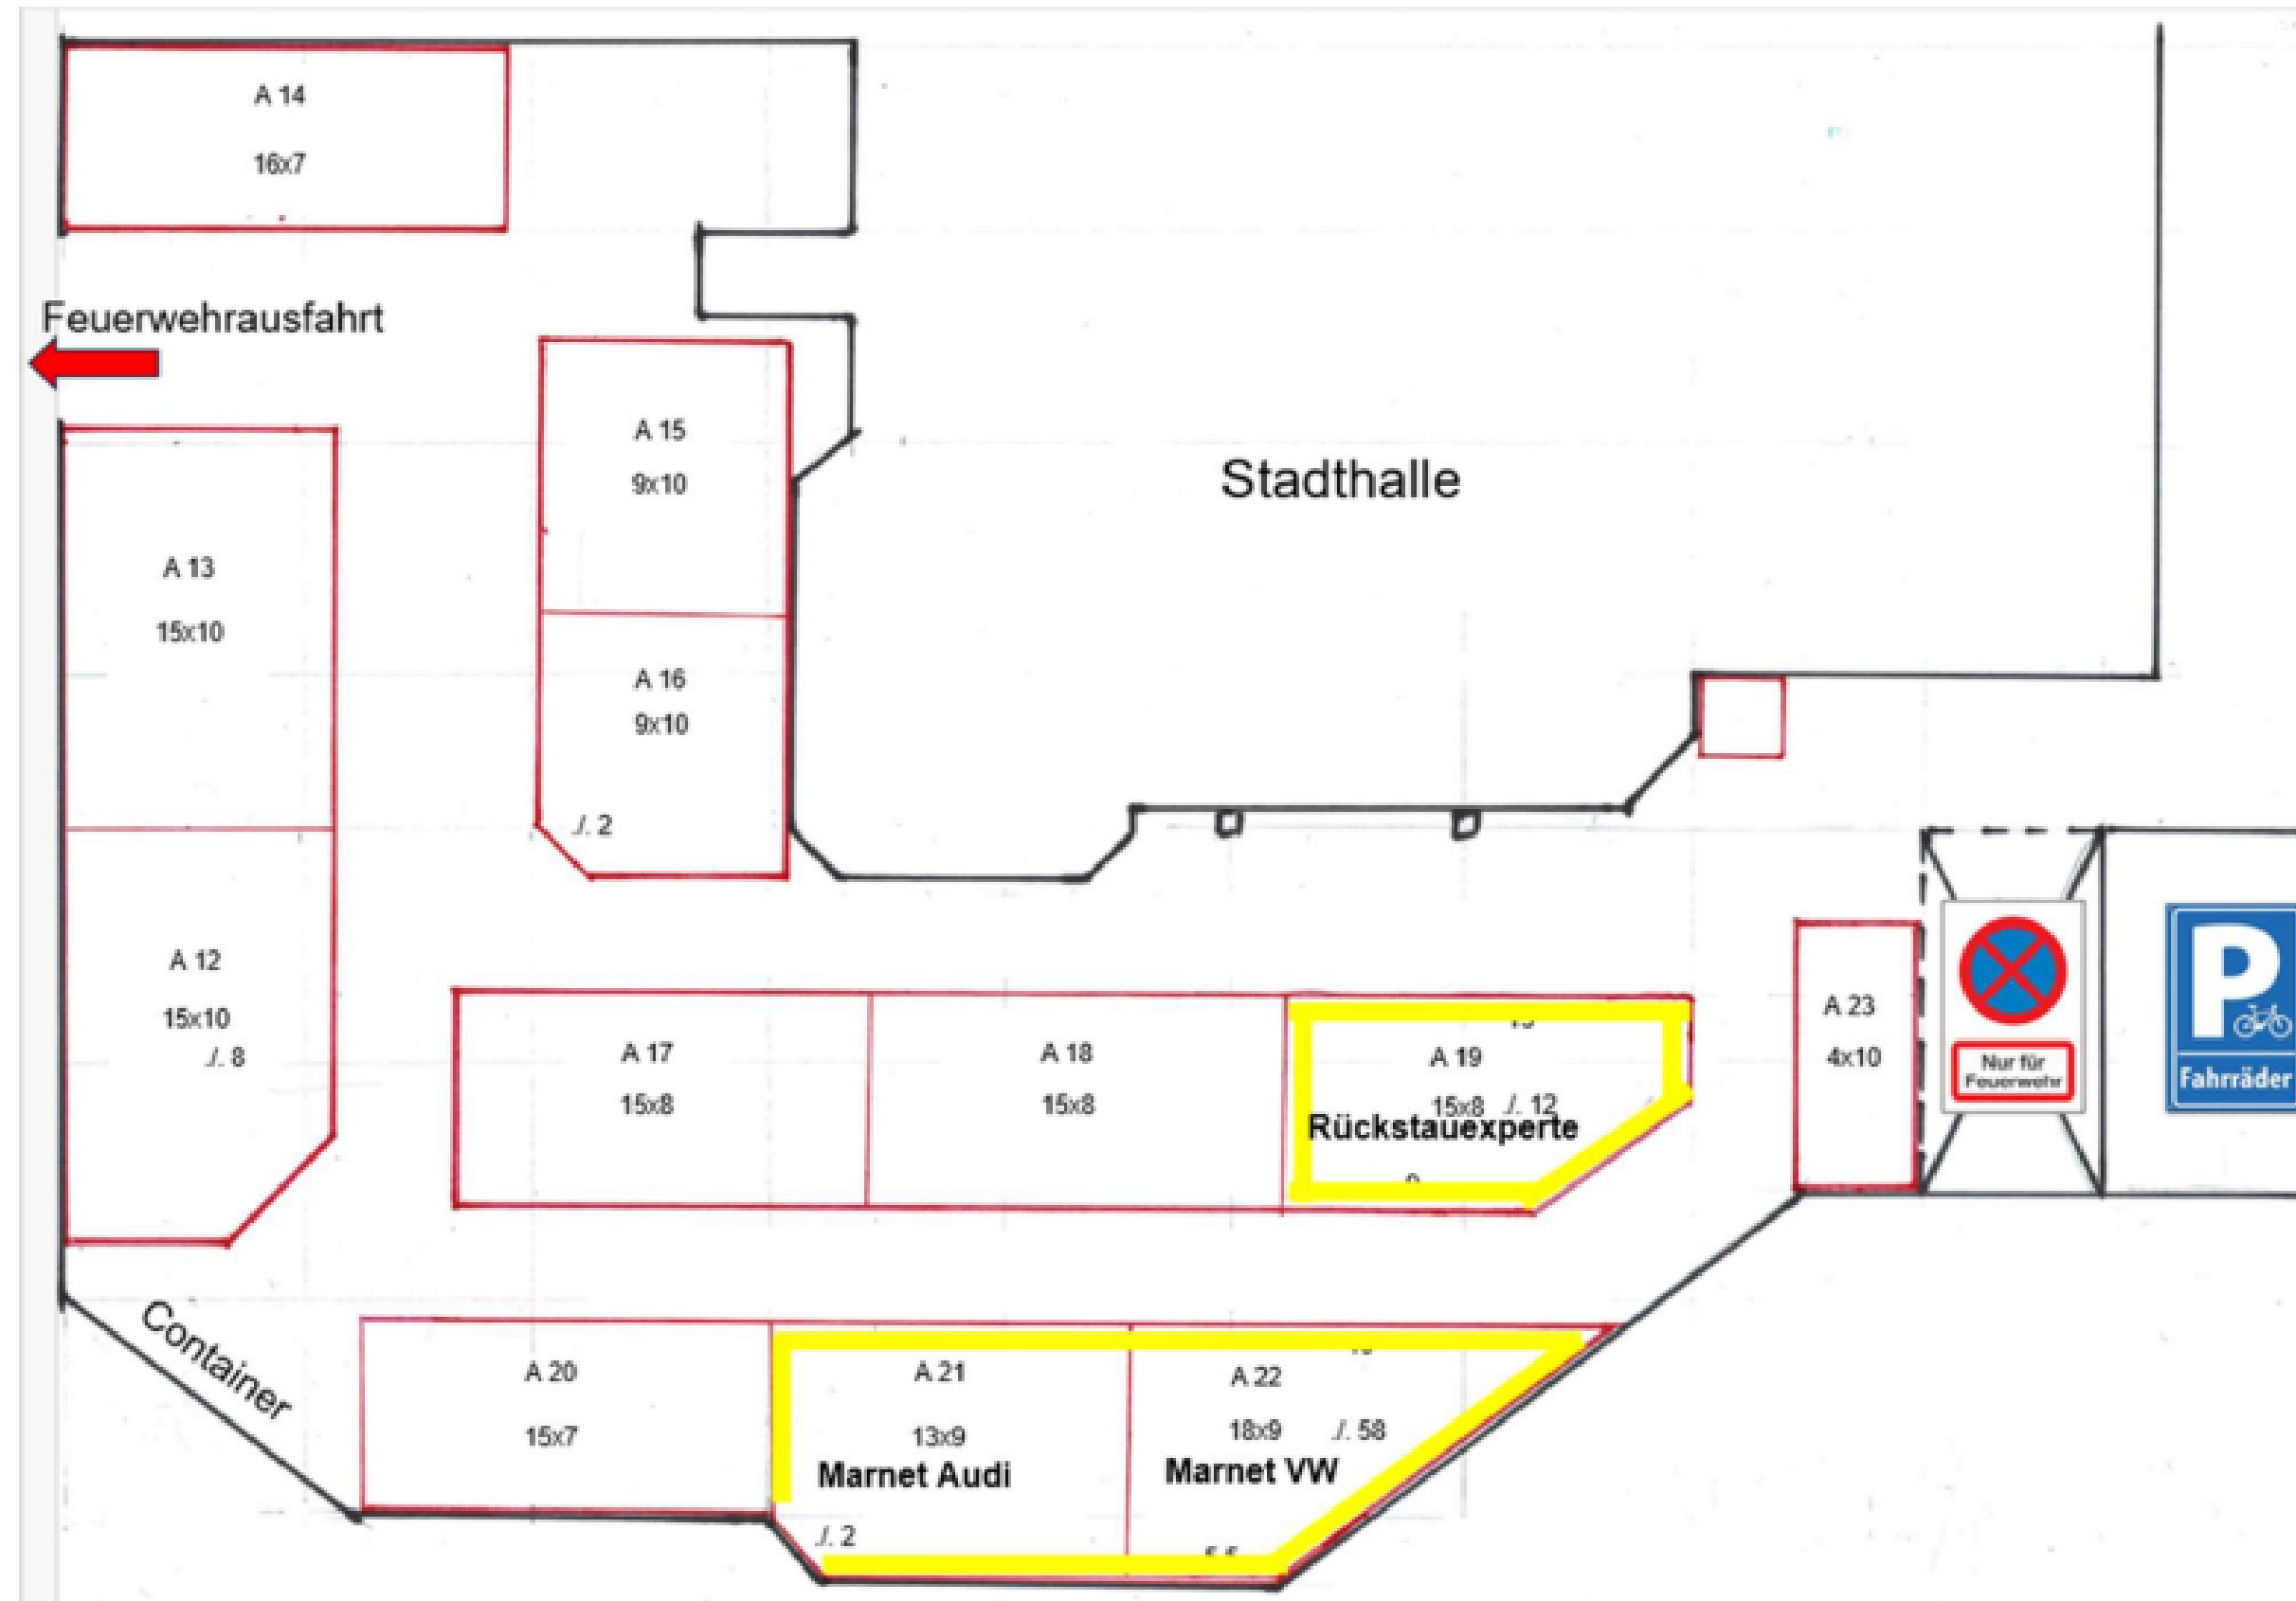 A 14
16x7
Feuerwehrausfahrt
A 15
9x10
Stadthalle
A 13
15x10
A 16
9x10
./. 2
A 12
15x10
./. 8
A 17
15x8
A 18
15x8
A 19
15x8 ./. 12
Rückstauexperte
A 23
4x10
Nur für
Feuerwehr
P
Fahrräder
Container
A 20
15x7
A 21
13x9
Marnet Audi
./. 2
A 22
18x9 ./. 58
Marnet VW